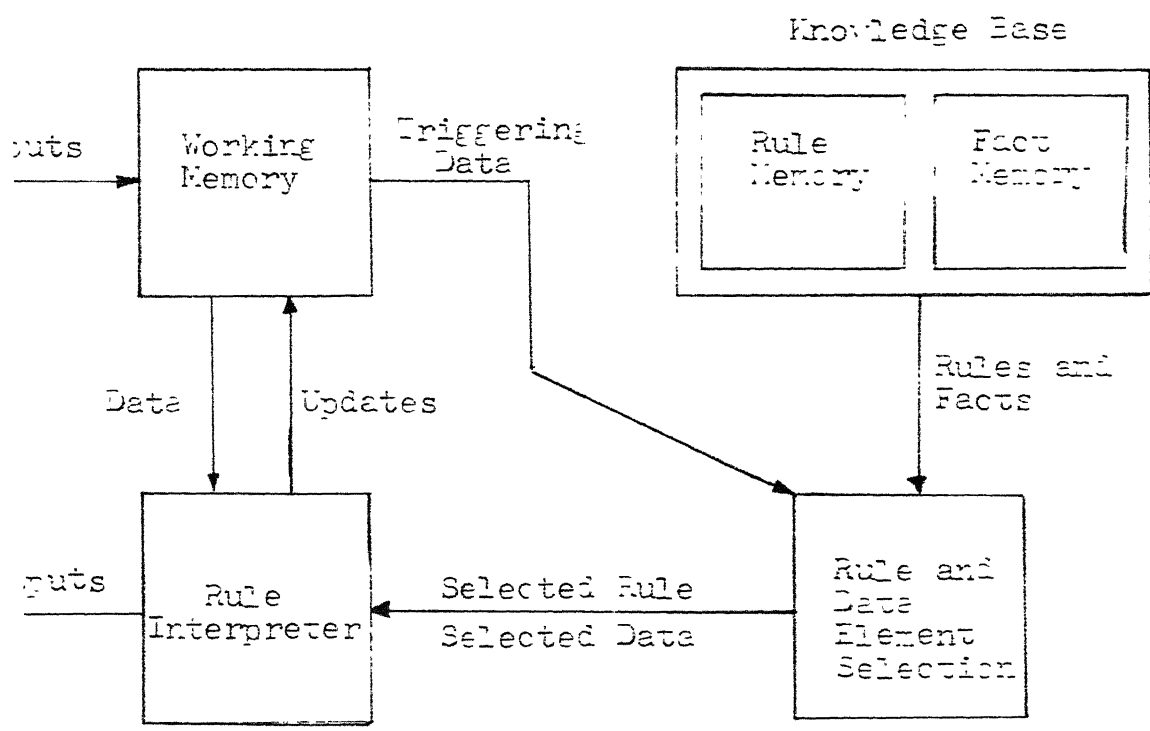 Knowledge Base
Working
Memory
Triggering
Data
Rule
Memory
Fact
Memory
Rules and
Facts
Data
Updates
Rule
Interpreter
Selected Rule
Selected Data
Rule and
Data
Element
Selection